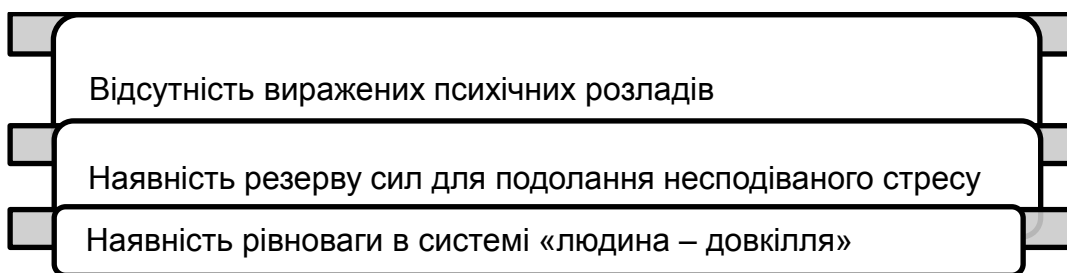 Відсутність виражених психічних розладів
Наявність резерву сил для подолання несподіваного стресу
Наявність рівноваги в системі «людина – довкілля»